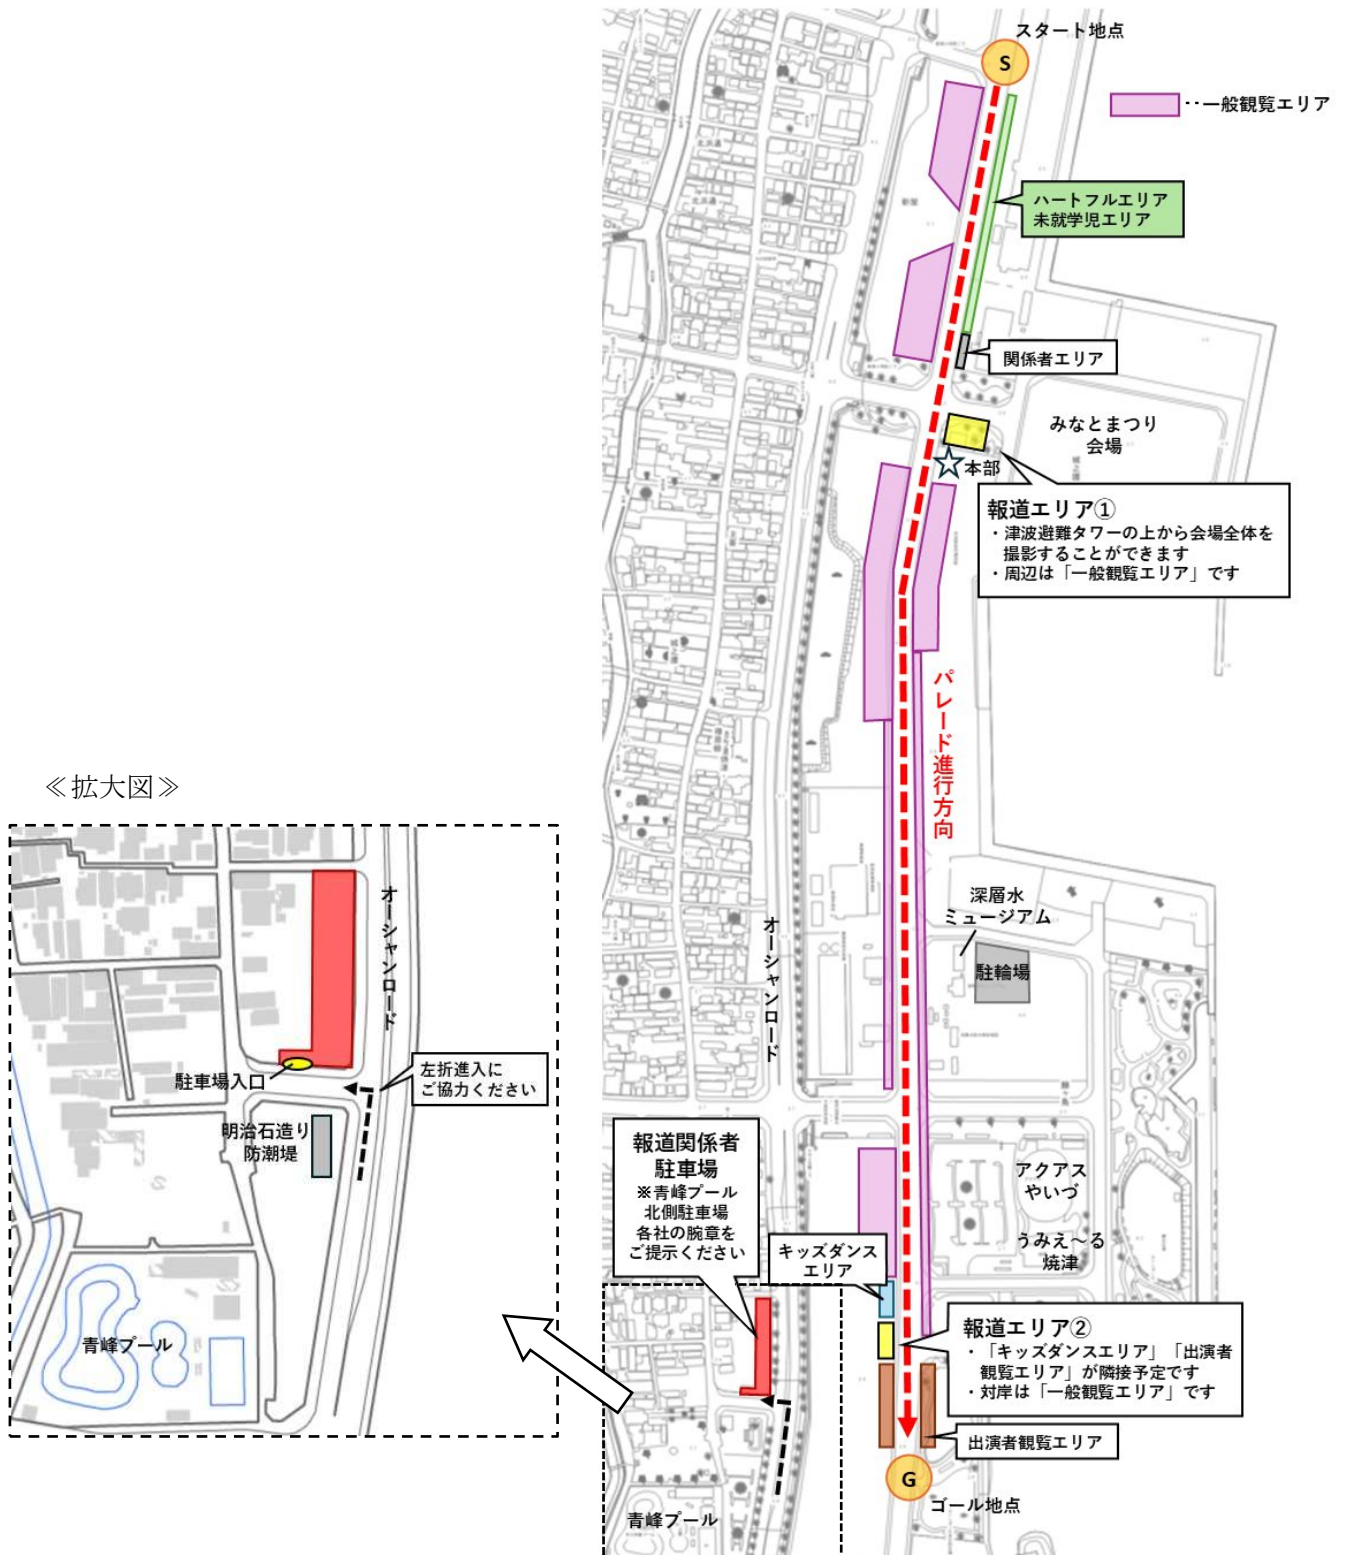 スタート地点
S
‥一般観覧エリア
ハートフルエリア
未就学児エリア
関係者エリア
みなとまつり
会場
本部
報道エリア①
・津波避難タワーの上から会場全体を
撮影することができます
・周辺は「一般観覧エリア」です
パレード進行方向
≪拡大図≫
オーシャンロード
駐車場入口
左折進入に
ご協力ください
明治石造り
防潮堤
青峰プール
深層水
ミュージアム
駐輪場
オーシャンロード
アクアス
やいづ
うみえ~る
焼津
報道関係者
駐車場
※青峰プール
北側駐車場
各社の腕章を
ご提示ください
キッズダンス
エリア
報道エリア②
・「キッズダンスエリア」「出演者
観覧エリア」が隣接予定です
・対岸は「一般観覧エリア」です
出演者観覧エリア
G
ゴール地点
青峰プール